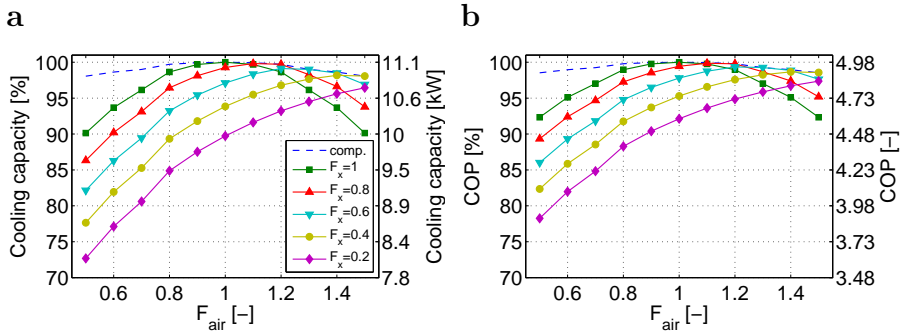 a
Cooling capacity [%]
100
95
90
85
80
75
70
0.6
0.8
1
1.2
1.4
F_air [–]
11.1
10.6
10
9.5
8.9
8.4
7.8
Cooling capacity [kW]
comp.
F_x=1
F_x=0.8
F_x=0.6
F_x=0.4
F_x=0.2
b
COP [%]
100
95
90
85
80
75
70
0.6
0.8
1
1.2
1.4
F_air [–]
4.98
4.73
4.48
4.23
3.98
3.73
3.48
COP [–]